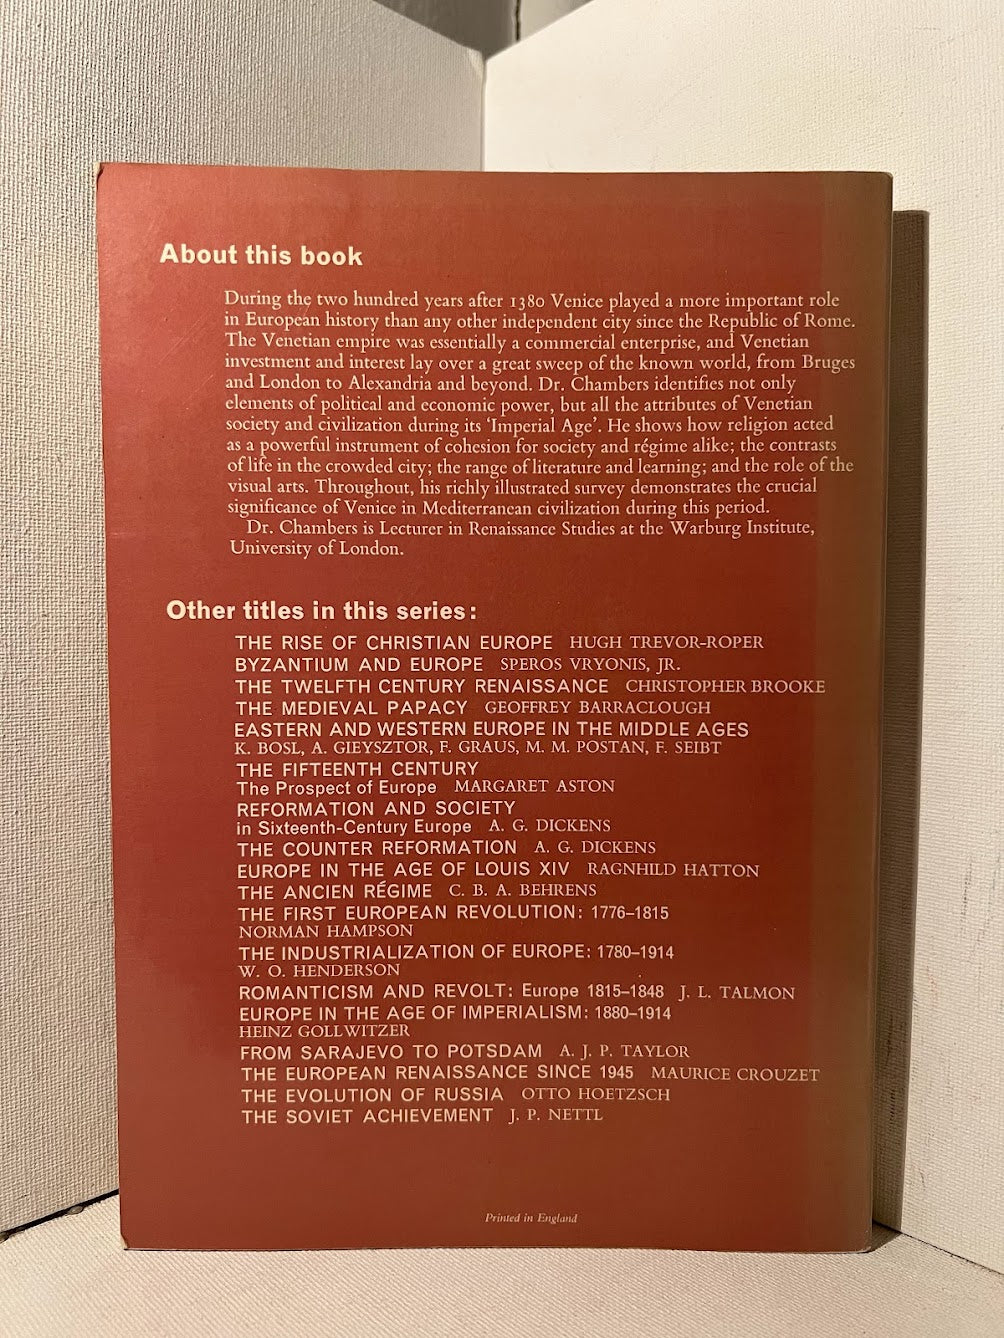 About this book
During the two hundred years after 1380 Venice played a more important role
in European history than any other independent city since the Republic of Rome.
The Venetian empire was essentially a commercial enterprise, and Venetian
investment and interest lay over a great sweep of the known world, from Bruges
and London to Alexandria and beyond. Dr. Chambers identifies not only
elements of political and economic power, but all the attributes of Venetian
society and civilization during its 'Imperial Age'. He shows how religion acted
as a powerful instrument of cohesion for society and régime alike; the contrasts
of life in the crowded city; the range of literature and learning; and the role of the
visual arts. Throughout, his richly illustrated survey demonstrates the crucial
significance of Venice in Mediterranean civilization during this period.
Dr. Chambers is Lecturer in Renaissance Studies at the Warburg Institute,
University of London.
Other titles in this series:
THE RISE OF CHRISTIAN EUROPE HUGH TREVOR-ROPER
BYZANTIUM AND EUROPE SPEROS VRYONIS, JR.
THE TWELFTH CENTURY RENAISSANCE CHRISTOPHER BROOKE
THE MEDIEVAL PAPACY GEOFFREY BARRACLOUGH
EASTERN AND WESTERN EUROPE IN THE MIDDLE AGES
K. BOSL, A. GIEYSZTOR, F. GRAUS, M. M. POSTAN, F. SEIBT
THE FIFTEENTH CENTURY
The Prospect of Europe MARGARET ASTON
REFORMATION AND SOCIETY
in Sixteenth-Century Europe A. G. DICKENS
THE COUNTER REFORMATION A. G. DICKENS
EUROPE IN THE AGE OF LOUIS XIV RAGNHILD HATTON
THE ANCIEN RÉGIME C. B. A. BEHRENS
THE FIRST EUROPEAN REVOLUTION: 1776–1815
NORMAN HAMPSON
THE INDUSTRIALIZATION OF EUROPE: 1780–1914
W. O. HENDERSON
ROMANTICISM AND REVOLT: Europe 1815–1848 J. L. TALMON
EUROPE IN THE AGE OF IMPERIALISM: 1880–1914
HEINZ GOLLWITZER
FROM SARAJEVO TO POTSDAM A. J. P. TAYLOR
THE EUROPEAN RENAISSANCE SINCE 1945 MAURICE CROUZET
THE EVOLUTION OF RUSSIA OTTO HOETZSCH
THE SOVIET ACHIEVEMENT J. P. NETTL
Printed in England